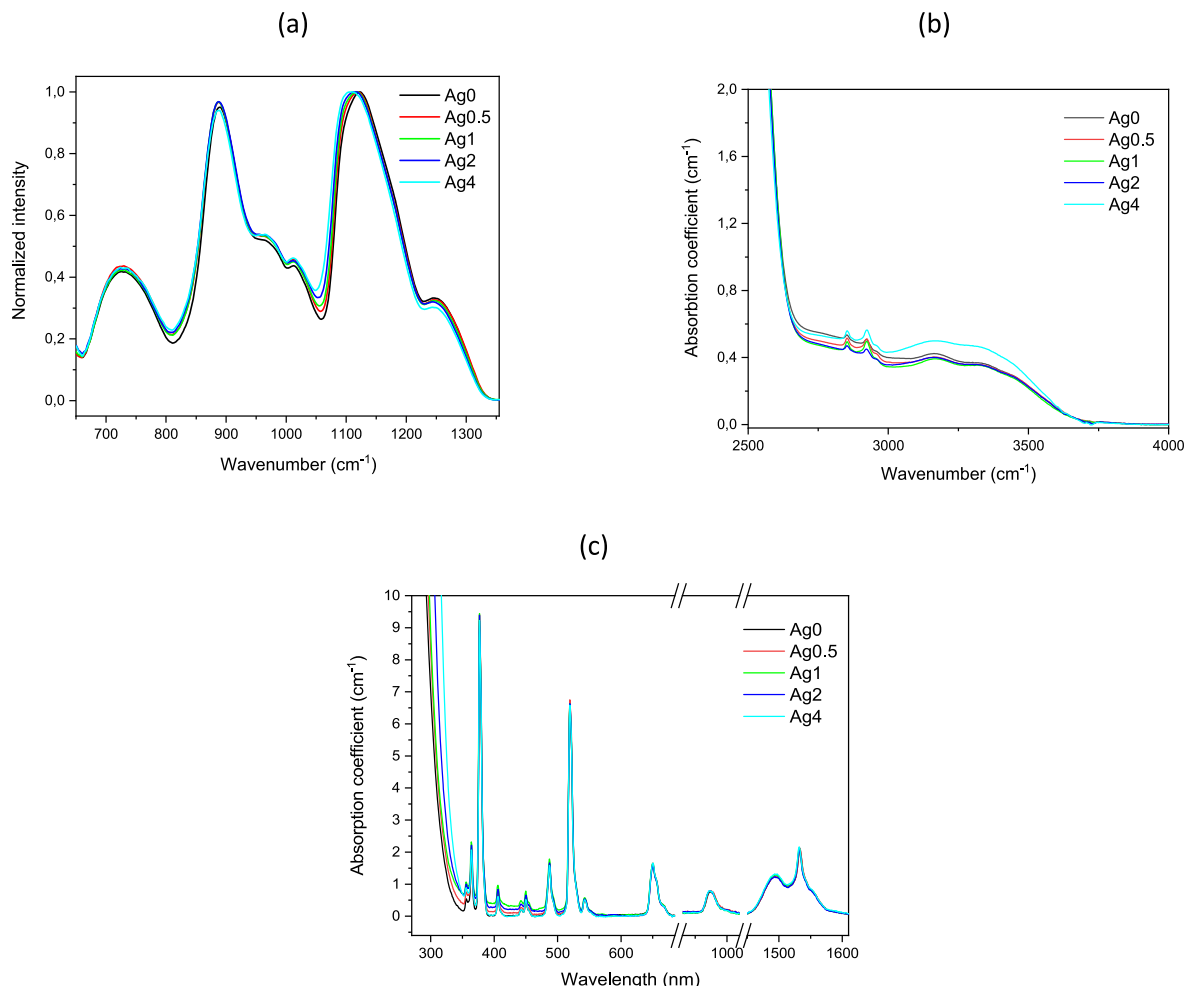 (a)
1,0
0,8
0,6
0,4
0,2
0,0
Normalized intensity
Ag0
Ag0.5
Ag1
Ag2
Ag4
700 800 900 1000 1100 1200 1300
Wavenumber (cm⁻¹)
(b)
2,0
1,6
1,2
0,8
0,4
0,0
Absorbtion coefficient (cm⁻¹)
Ag0
Ag0.5
Ag1
Ag2
Ag4
2500 3000 3500 4000
Wavenumber (cm⁻¹)
(c)
10
9
8
7
6
5
4
3
2
1
0
Absorption coefficient (cm⁻¹)
Ag0
Ag0.5
Ag1
Ag2
Ag4
300 400 500 600 1000 1500 1600
Wavelength (nm)